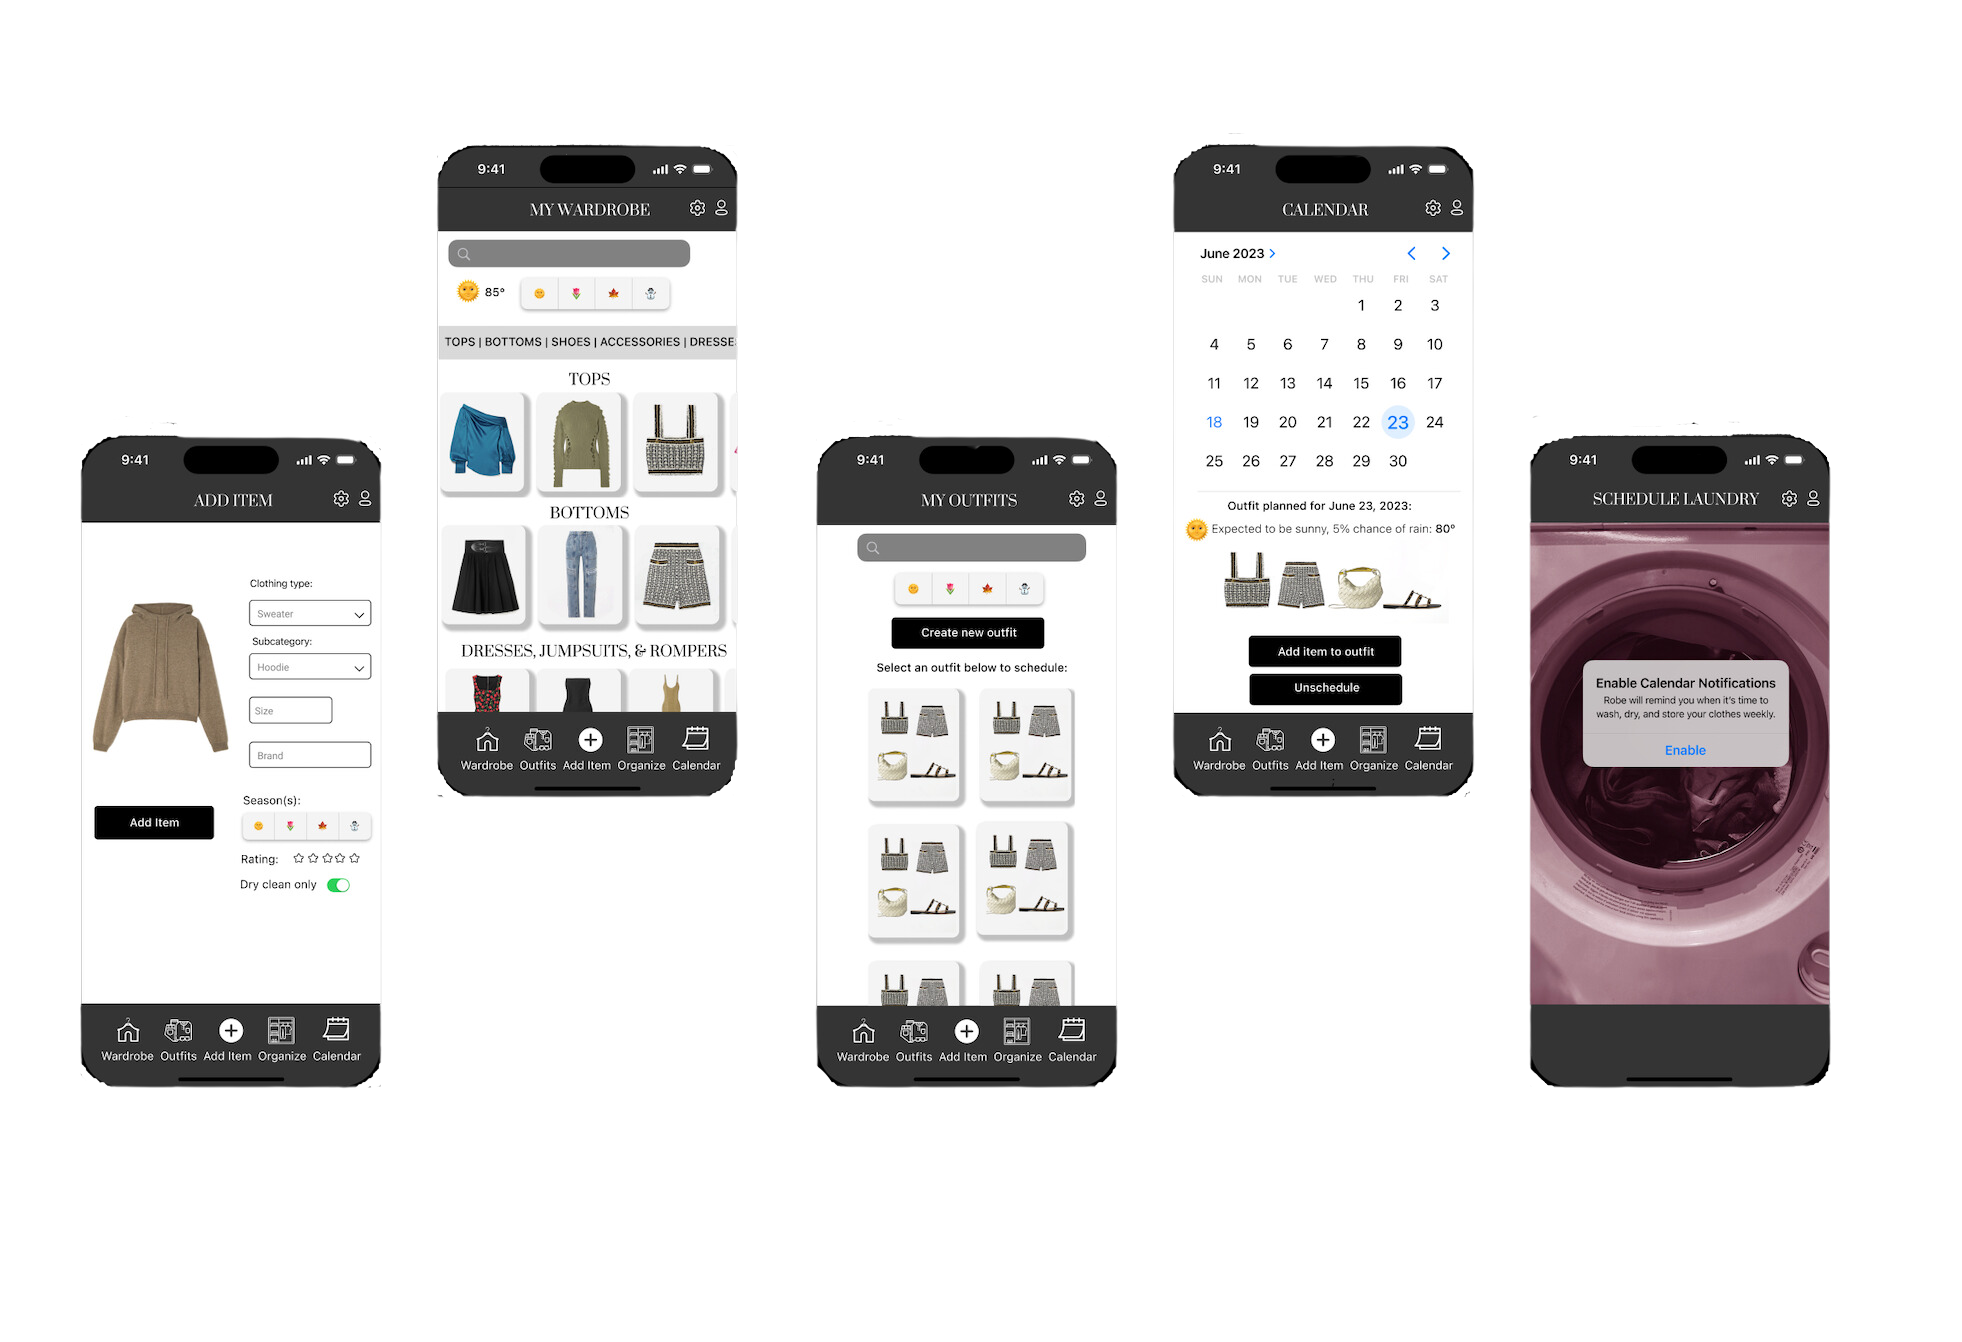 9:41
ADD ITEM
Clothing type:
Sweater
Subcategory:
Hoodie
Size
Brand
Season(s):
Add Item
Rating:
Dry clean only
Wardrobe Outfits Add Item Organize Calendar
9:41
MY WARDROBE
85°
TOPS | BOTTOMS | SHOES | ACCESSORIES | DRESSE
TOPS
BOTTOMS
DRESSES, JUMPSUITS, & ROMPERS
Wardrobe Outfits Add Item Organize Calendar
9:41
MY OUTFITS
Create new outfit
Select an outfit below to schedule:
Wardrobe Outfits Add Item Organize Calendar
9:41
CALENDAR
June 2023
SUN MON TUE WED THU FRI SAT
1 2 3
4 5 6 7 8 9 10
11 12 13 14 15 16 17
18 19 20 21 22 23 24
25 26 27 28 29 30
Outfit planned for June 23, 2023:
Expected to be sunny, 5% chance of rain: 80°
Add item to outfit
Unschedule
Wardrobe Outfits Add Item Organize Calendar
9:41
SCHEDULE LAUNDRY
Enable Calendar Notifications
Robe will remind you when it's time to
wash, dry, and store your clothes weekly.
Enable